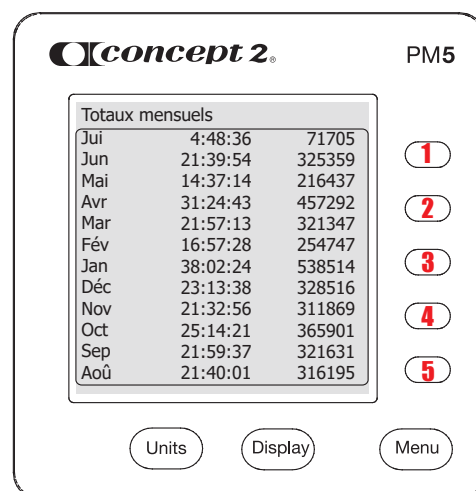 concept 2® PM5
Totaux mensuels
Jui 4:48:36 71705
Jun 21:39:54 325359
Mai 14:37:14 216437
Avr 31:24:43 457292
Mar 21:57:13 321347
Fév 16:57:28 254747
Jan 38:02:24 538514
Déc 23:13:38 328516
Nov 21:32:56 311869
Oct 25:14:21 365901
Sep 21:59:37 321631
Aoû 21:40:01 316195
1
2
3
4
5
Units Display Menu